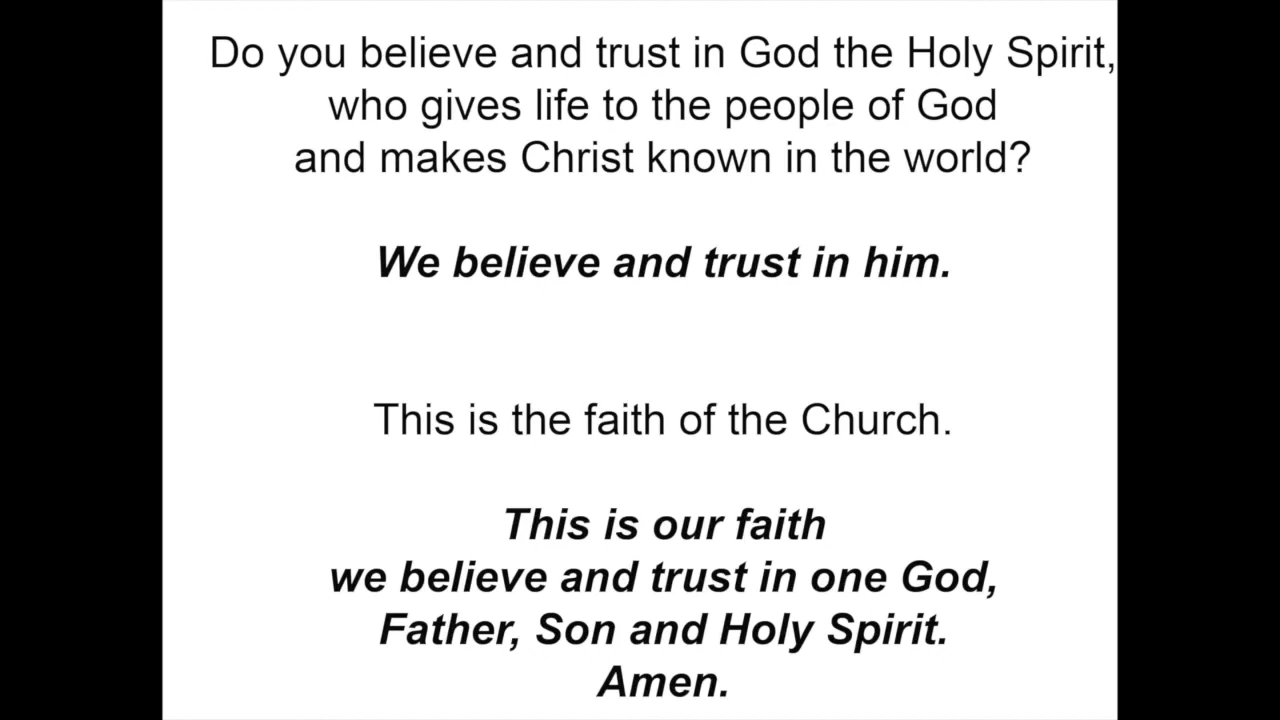 Do you believe and trust in God the Holy Spirit,
who gives life to the people of God
and makes Christ known in the world?
We believe and trust in him.
This is the faith of the Church.
This is our faith
we believe and trust in one God,
Father, Son and Holy Spirit.
Amen.